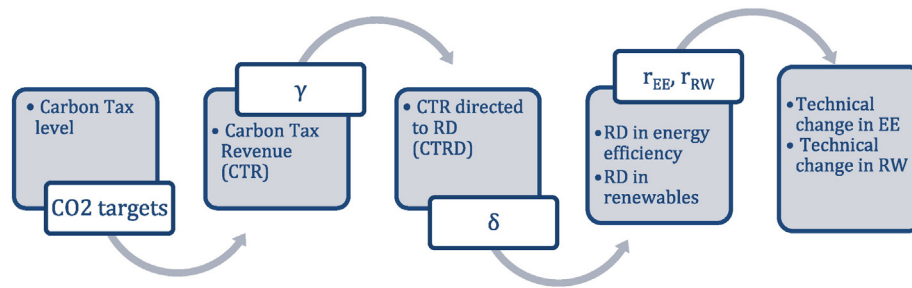 • Carbon Tax
level
CO2 targets
γ
• Carbon Tax
Revenue
(CTR)
• CTR directed
to RD
(CTRD)
δ
r_EE, r_RW
• RD in energy
efficiency
• RD in
renewables
• Technical
change in EE
• Technical
change in RW